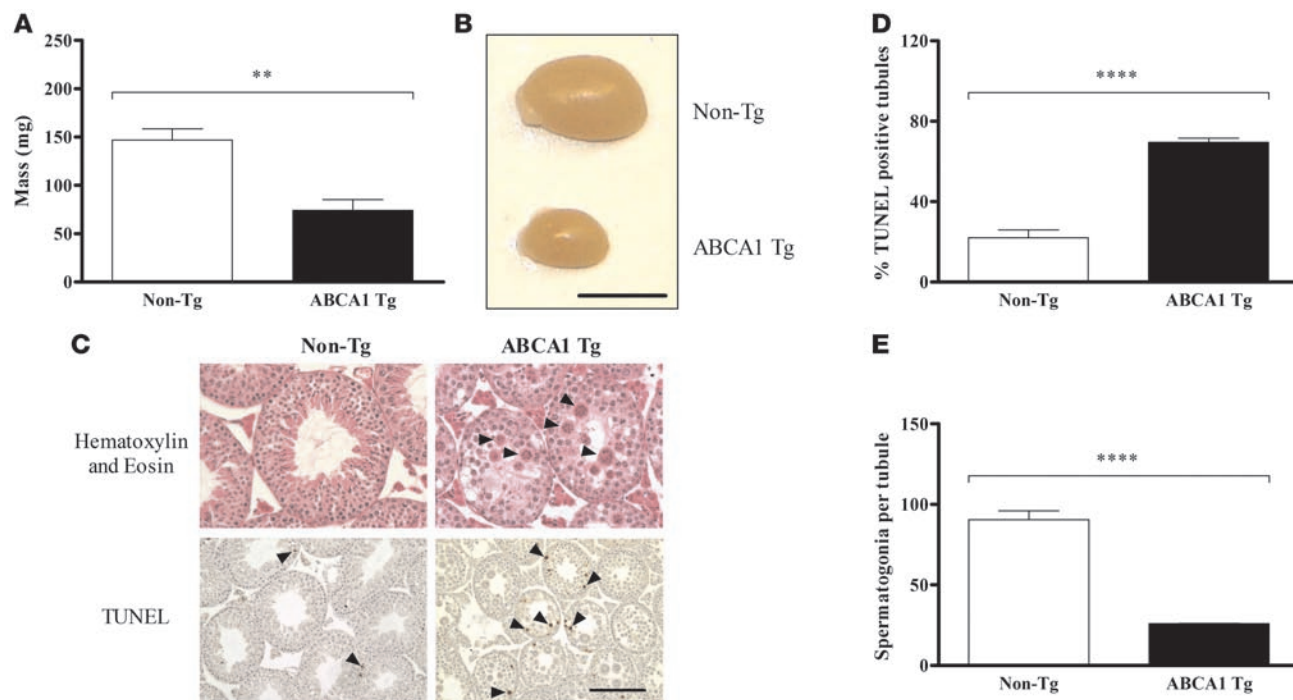 A
Mass (mg)
250
200
150
100
50
0
**
Non-Tg
ABCA1 Tg
B
Non-Tg
ABCA1 Tg
C
Non-Tg
ABCA1 Tg
Hematoxylin
and Eosin
TUNEL
D
% TUNEL positive tubules
120
80
40
0
****
Non-Tg
ABCA1 Tg
E
Spermatogonia per tubule
150
100
50
0
****
Non-Tg
ABCA1 Tg